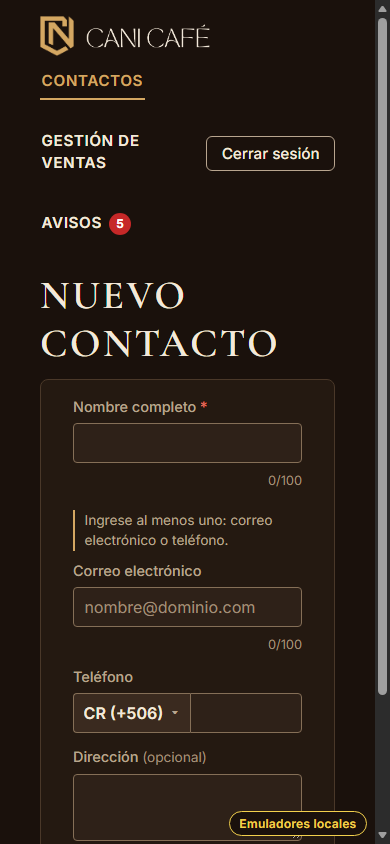 CANI CAFÉ
CONTACTOS
GESTIÓN DE
VENTAS
Cerrar sesión
AVISOS 5
NUEVO
CONTACTO
Nombre completo *
0/100
Ingrese al menos uno: correo
electrónico o teléfono.
Correo electrónico
nombre@dominio.com
0/100
Teléfono
CR (+506)
Dirección (opcional)
Emuladores locales